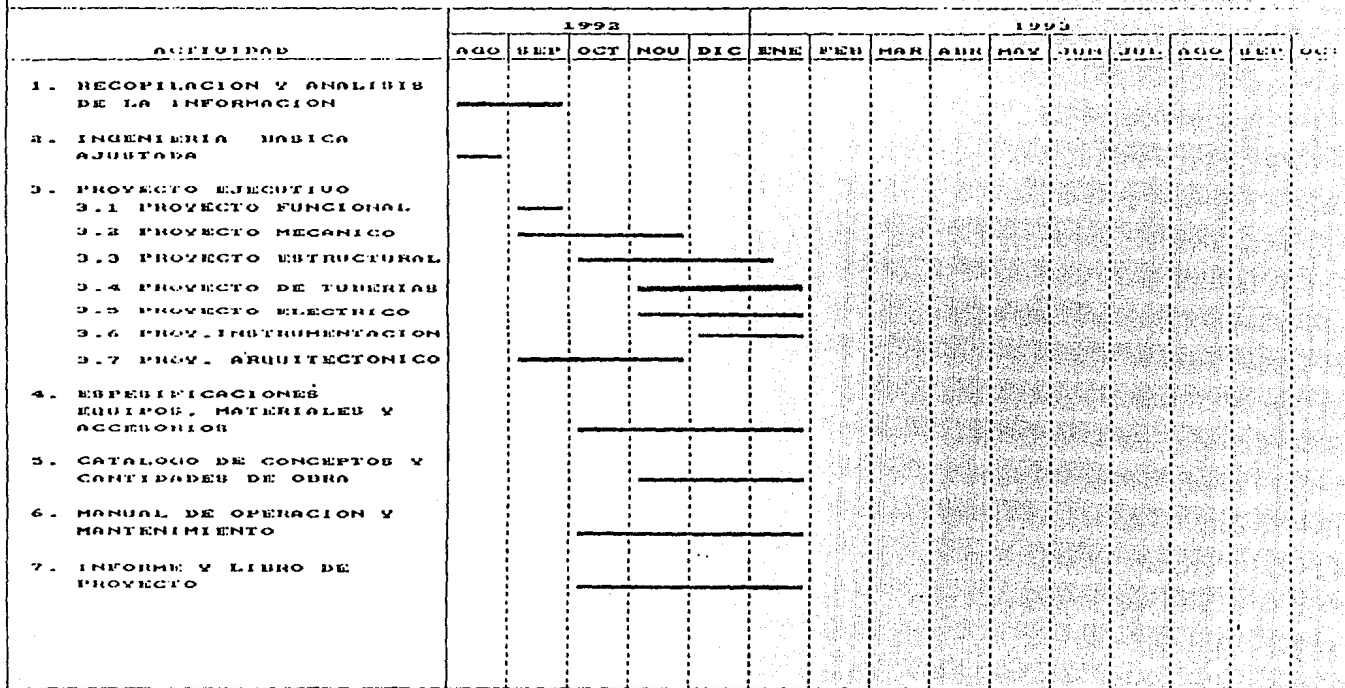 1992 1993
ACTIVIDAD AGO SEP OCT NOV DIC ENE FEB MAR ABR MAY JUN JUL AGO SEP OCT
1. RECOPILACION Y ANALISIS
DE LA INFORMACION
2. INGENIERIA BASICA
AJUSTADA
3. PROYECTO EJECUTIVO
3.1 PROYECTO FUNCIONAL
3.2 PROYECTO MECANICO
3.3 PROYECTO ESTRUCTURAL
3.4 PROYECTO DE TUBERIAS
3.5 PROYECTO ELECTRICO
3.6 PROY.INSTRUMENTACION
3.7 PROY. ARQUITECTONICO
4. ESPESIFICACIONES
EQUIPOS, MATERIALES Y
ACCESORIOS
5. CATALOGO DE CONCEPTOS Y
CANTIDADES DE OBRA
6. MANUAL DE OPERACION Y
MANTENIMIENTO
7. INFORME Y LIBRO DE
PROYECTO